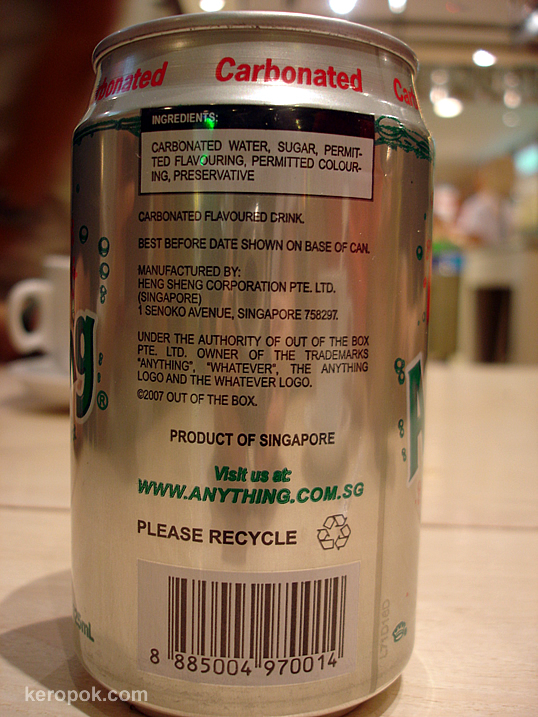 Carbonated
INGREDIENTS:
CARBONATED WATER, SUGAR, PERMIT-
TED FLAVOURING, PERMITTED COLOUR-
ING, PRESERVATIVE
CARBONATED FLAVOURED DRINK.
BEST BEFORE DATE SHOWN ON BASE OF CAN.
MANUFACTURED BY:
HENG SHENG CORPORATION PTE. LTD.
(SINGAPORE)
1 SENOKO AVENUE, SINGAPORE 758297.
UNDER THE AUTHORITY OF OUT OF THE BOX
PTE. LTD. OWNER OF THE TRADEMARKS
"ANYTHING", "WHATEVER", THE ANYTHING
LOGO AND THE WHATEVER LOGO.
©2007 OUT OF THE BOX.
PRODUCT OF SINGAPORE
Visit us at:
WWW.ANYTHING.COM.SG
PLEASE RECYCLE
8 885004 970014
© keropok.com